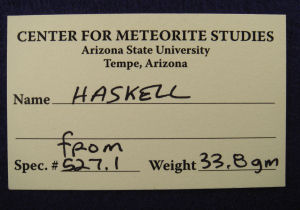 CENTER FOR METEORITE STUDIES
Arizona State University
Tempe, Arizona
Name HASKELL
from
Spec. # 527.1 Weight 33.8 gm